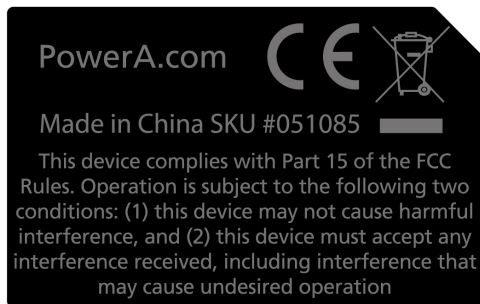 PowerA.com CE
Made in China SKU #051085
This device complies with Part 15 of the FCC
Rules. Operation is subject to the following two
conditions: (1) this device may not cause harmful
interference, and (2) this device must accept any
interference received, including interference that
may cause undesired operation